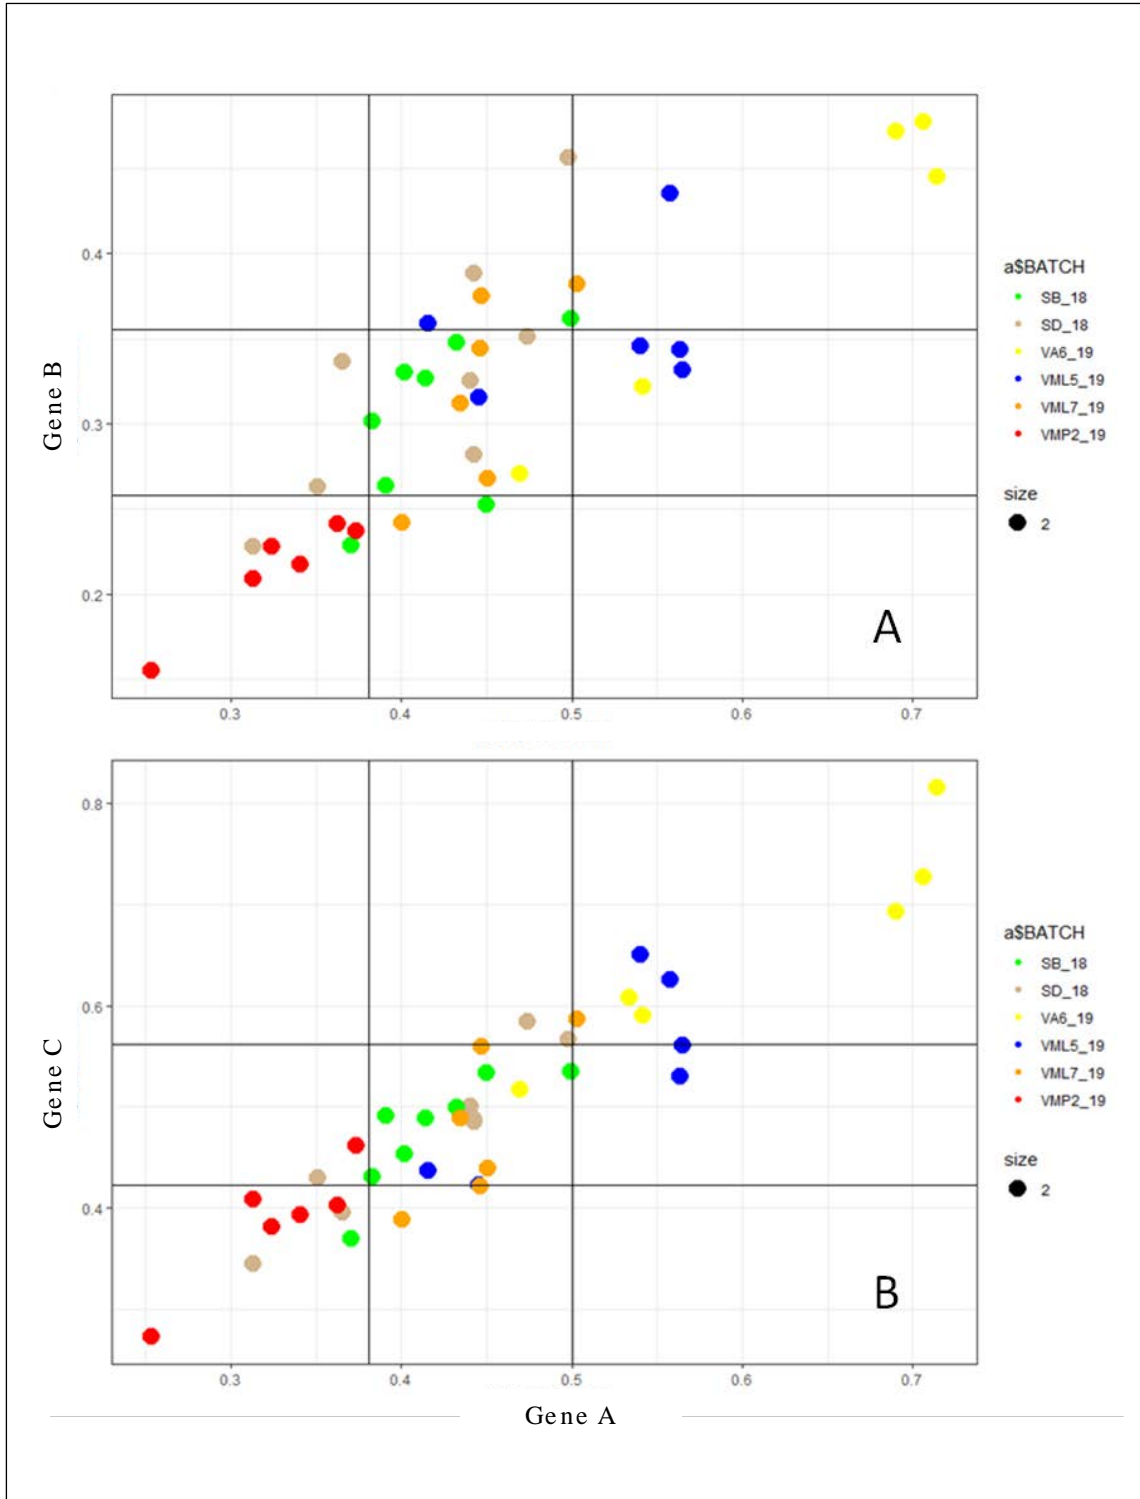 Gene B
0.4
0.3
0.2
0.3 0.4 0.5 0.6 0.7
A
a$BATCH
SB_18
SD_18
VA6_19
VML5_19
VML7_19
VMP2_19
size
2
Gene C
0.8
0.6
0.4
0.3 0.4 0.5 0.6 0.7
B
a$BATCH
SB_18
SD_18
VA6_19
VML5_19
VML7_19
VMP2_19
size
2
Gene A